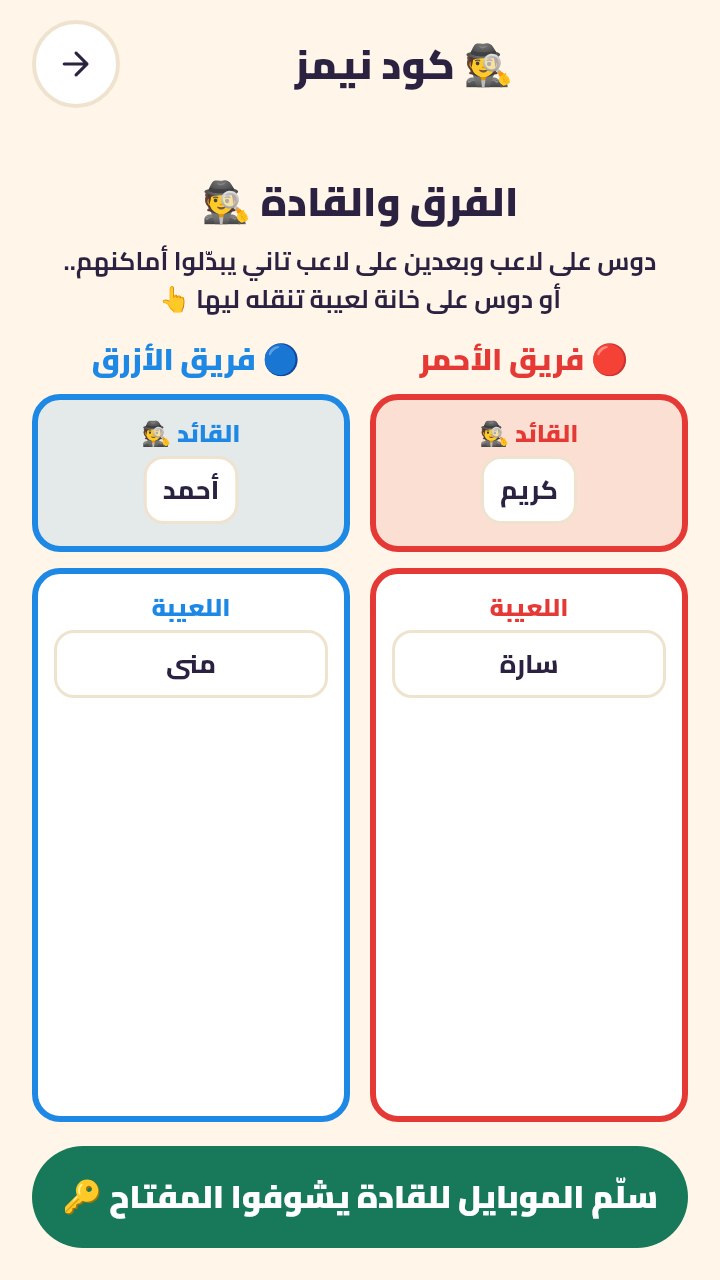 كود نيمز 🕵️
الفرق والقادة 🕵️
دوس على لاعب وبعدين على لاعب تاني يبدّلوا أماكنهم..
أو دوس على خانة لعيبة تنقله ليها 👆
🔴 فريق الأحمر
القائد 🕵️
كريم
اللعيبة
سارة
🔵 فريق الأزرق
القائد 🕵️
أحمد
اللعيبة
منى
سلّم الموبايل للقادة يشوفوا المفتاح 🔑